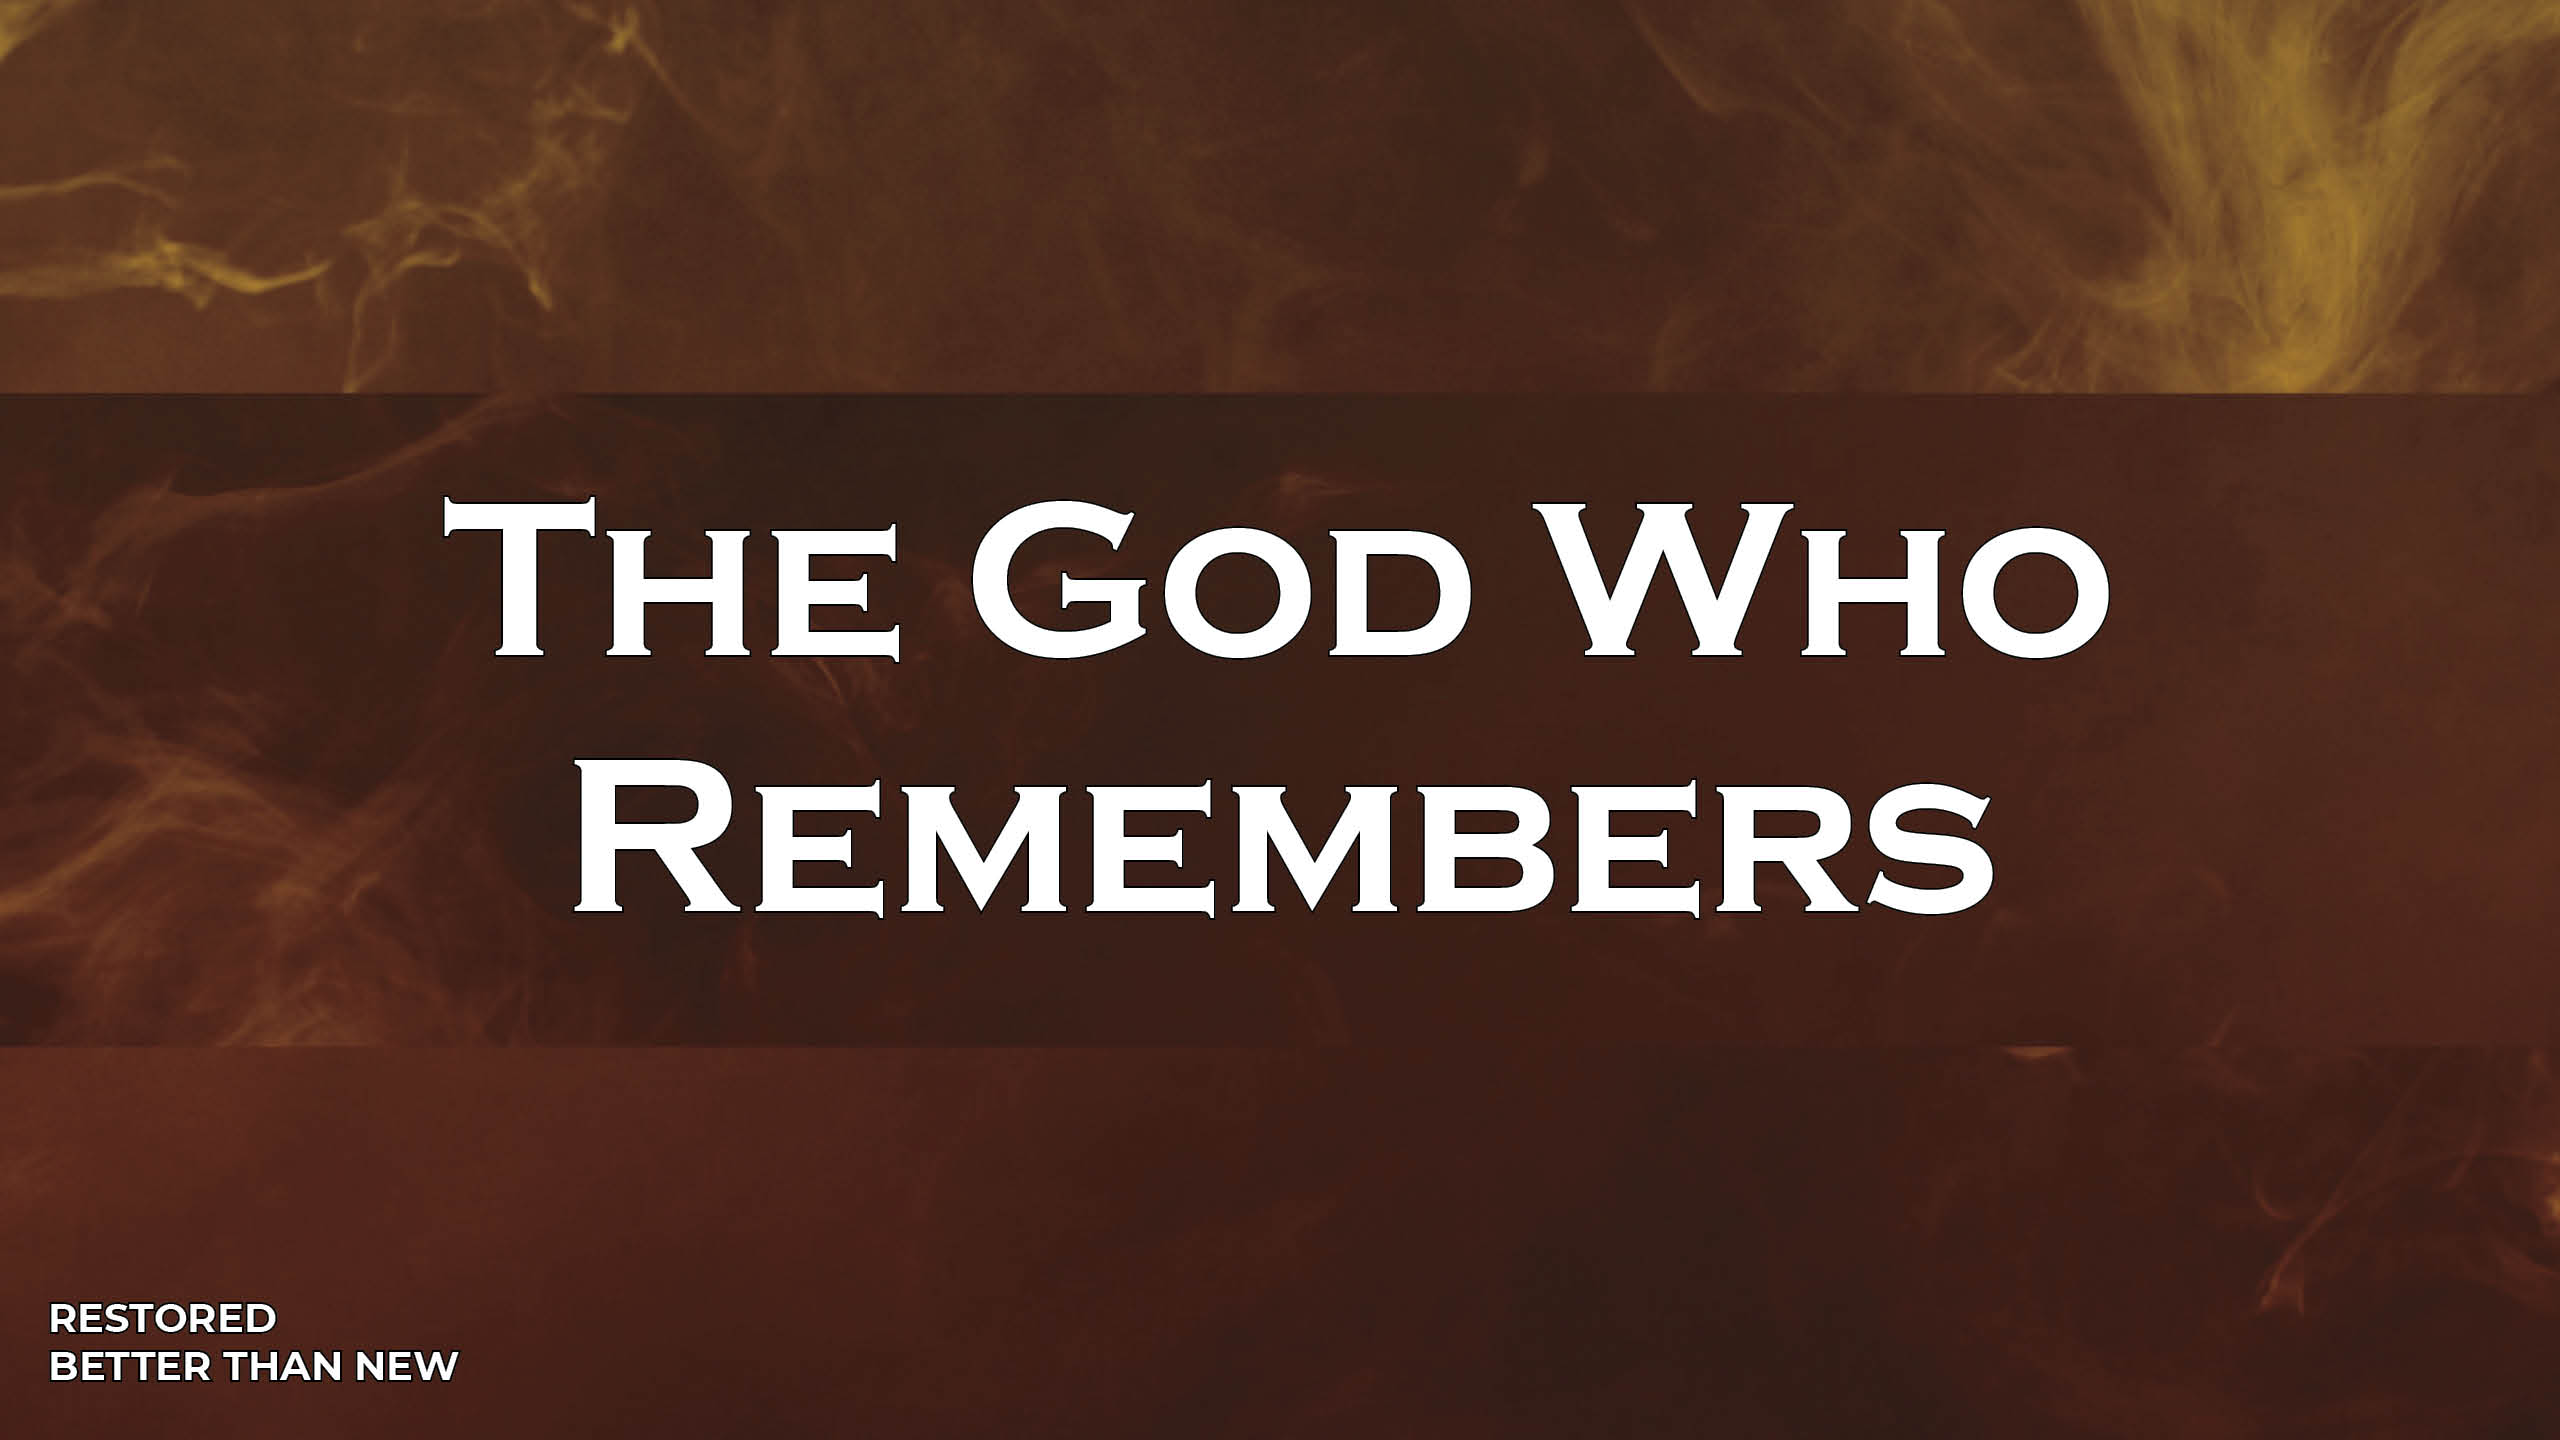 The God Who
Remembers
RESTORED
BETTER THAN NEW